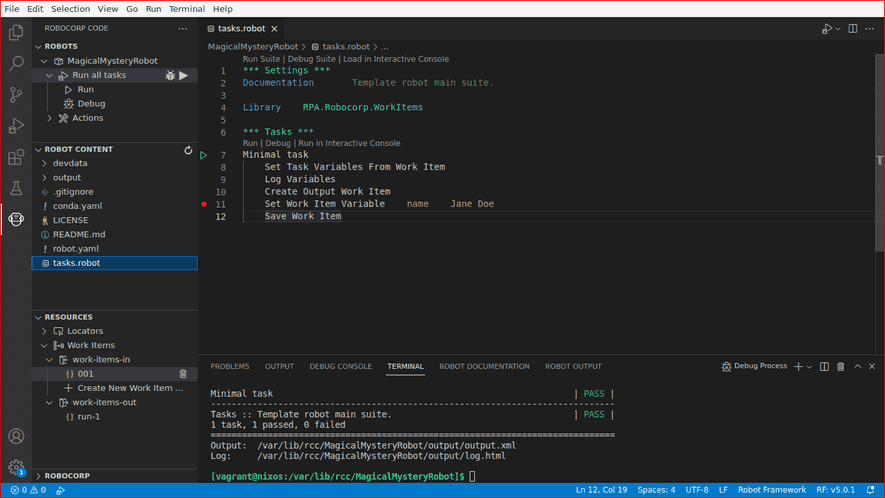 File Edit Selection View Go Run Terminal Help
ROBOCORP CODE ...
ROBOTS
MagicalMysteryRobot
Run all tasks
Run
Debug
Actions
ROBOT CONTENT
devdata
output
.gitignore
conda.yaml
LICENSE
README.md
robot.yaml
tasks.robot
RESOURCES
Locators
Work Items
work-items-in
001
Create New Work Item ...
work-items-out
run-1
ROBOCORP
tasks.robot
MagicalMysteryRobot > tasks.robot > ...
Run Suite | Debug Suite | Load in Interactive Console
1 *** Settings ***
2 Documentation Template robot main suite.
3
4 Library RPA.Robocorp.WorkItems
5
6 *** Tasks ***
Run | Debug | Run in Interactive Console
7 Minimal task
8 Set Task Variables From Work Item
9 Log Variables
10 Create Output Work Item
11 Set Work Item Variable name Jane Doe
12 Save Work Item
PROBLEMS OUTPUT DEBUG CONSOLE TERMINAL ROBOT DOCUMENTATION ROBOT OUTPUT Debug Process
Minimal task | PASS |
------------------------------------------------------------------------------
Tasks :: Template robot main suite. | PASS |
1 task, 1 passed, 0 failed
==============================================================================
Output: /var/lib/rcc/MagicalMysteryRobot/output/output.xml
Log: /var/lib/rcc/MagicalMysteryRobot/output/log.html
[vagrant@nixos:/var/lib/rcc/MagicalMysteryRobot]$
1
0 0 Ln 12, Col 19 Spaces: 4 UTF-8 LF Robot Framework RF: v5.0.1